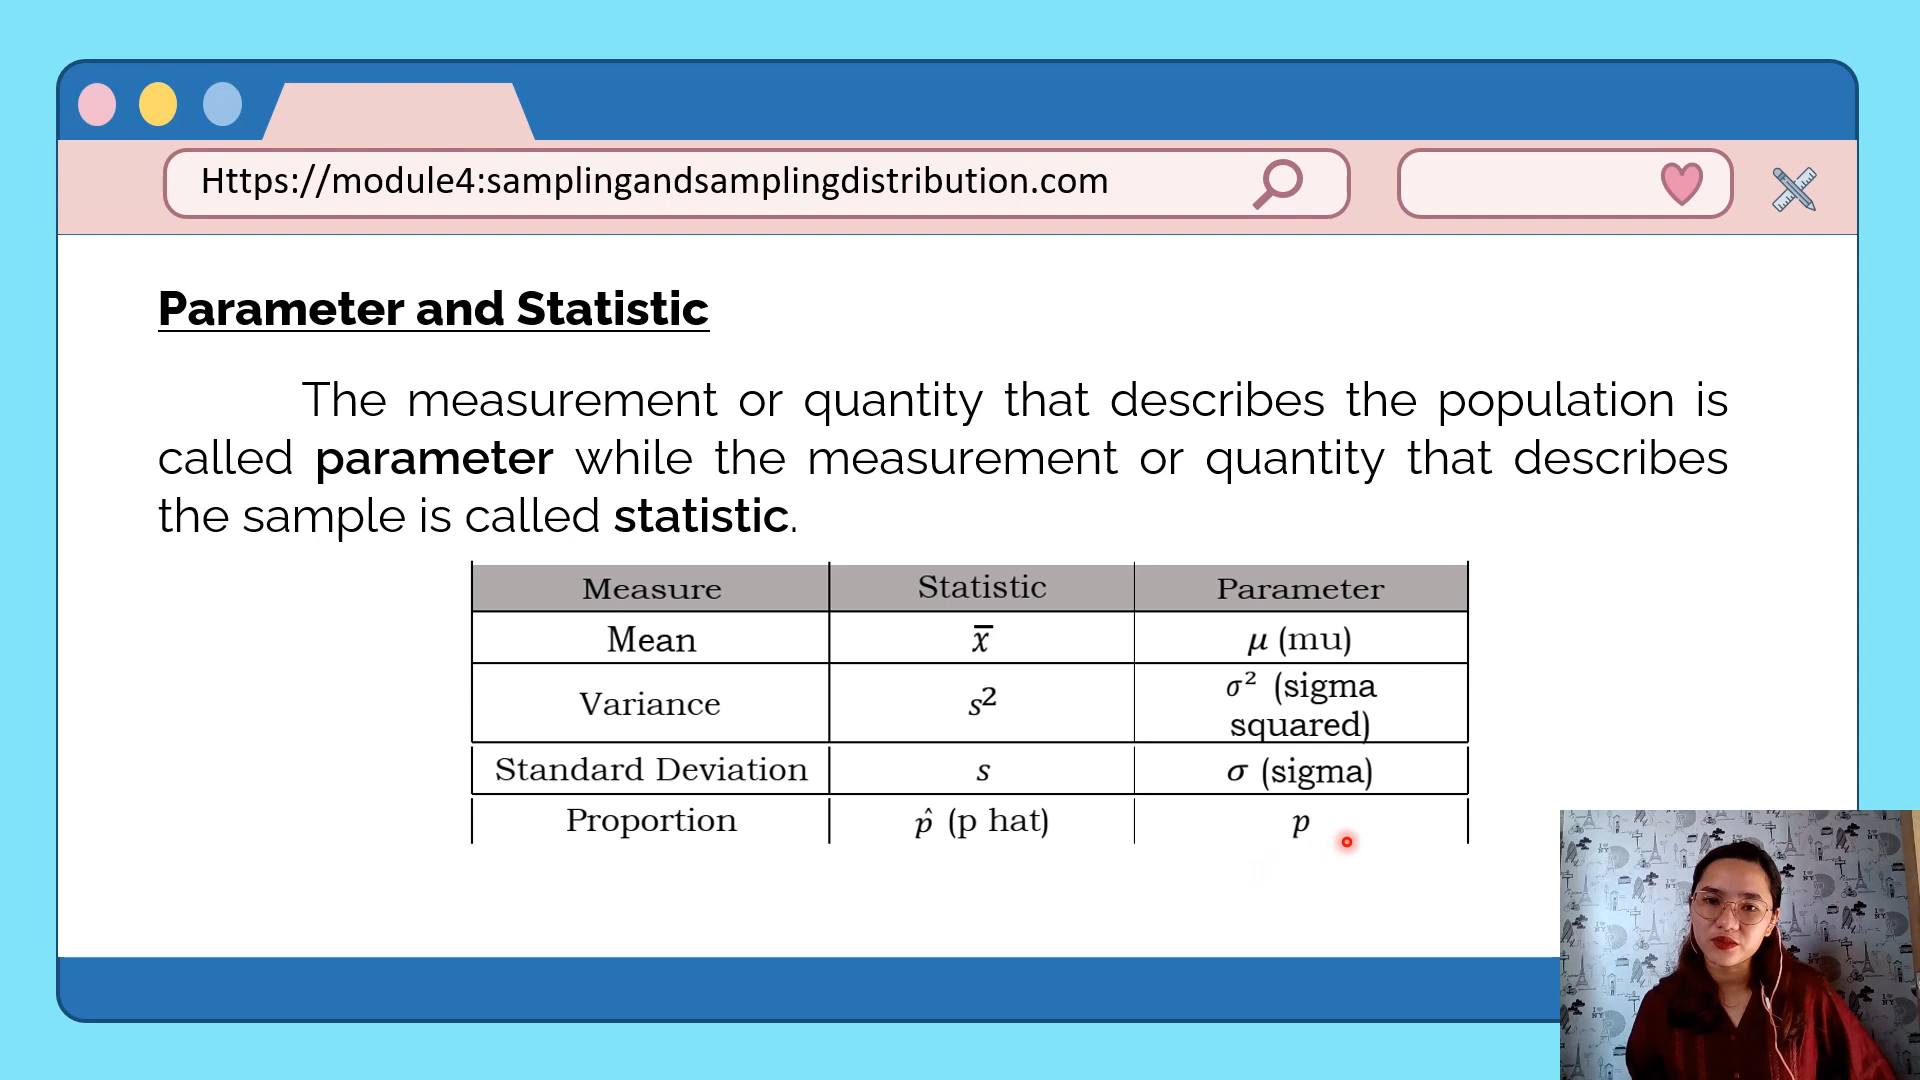 Https://module4:samplingandsamplingdistribution.com
Parameter and Statistic
The measurement or quantity that describes the population is
called parameter while the measurement or quantity that describes
the sample is called statistic.
Measure Statistic Parameter
Mean x̅ μ (mu)
Variance s² σ² (sigma
squared)
Standard Deviation s σ (sigma)
Proportion p̂ (p hat) p